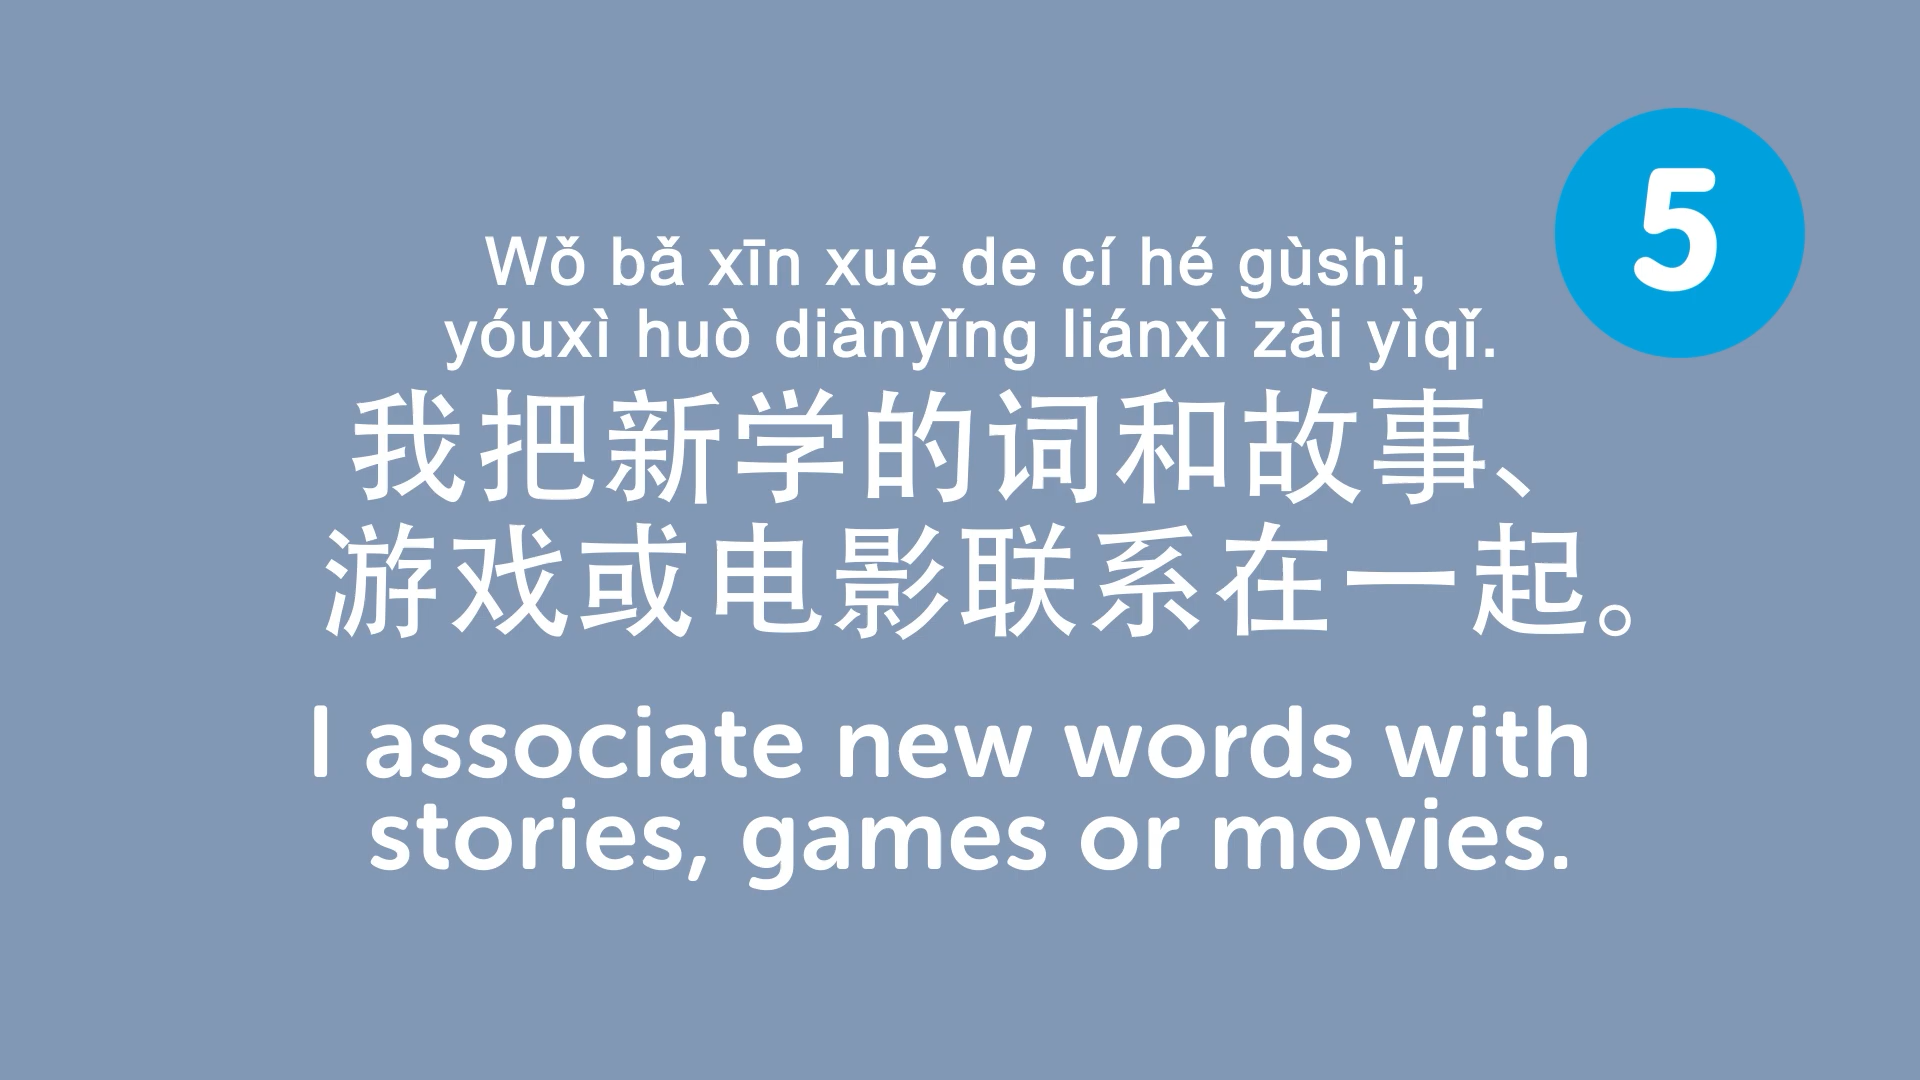 5
Wǒ bǎ xīn xué de cí hé gùshi,
yóuxì huò diànyǐng liánxì zài yìqǐ.
我把新学的词和故事、
游戏或电影联系在一起。
I associate new words with
stories, games or movies.